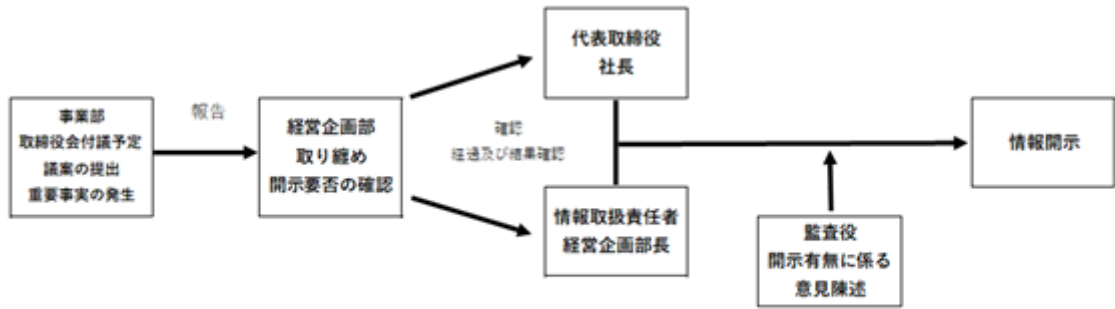 事業部
取締役会付議予定
議案の提出
重要事実の発生
報告
経営企画部
取り纏め
開示要否の確認
代表取締役
社長
確認
経過及び結果確認
情報取扱責任者
経営企画部長
監査役
開示有無に係る
意見陳述
情報開示